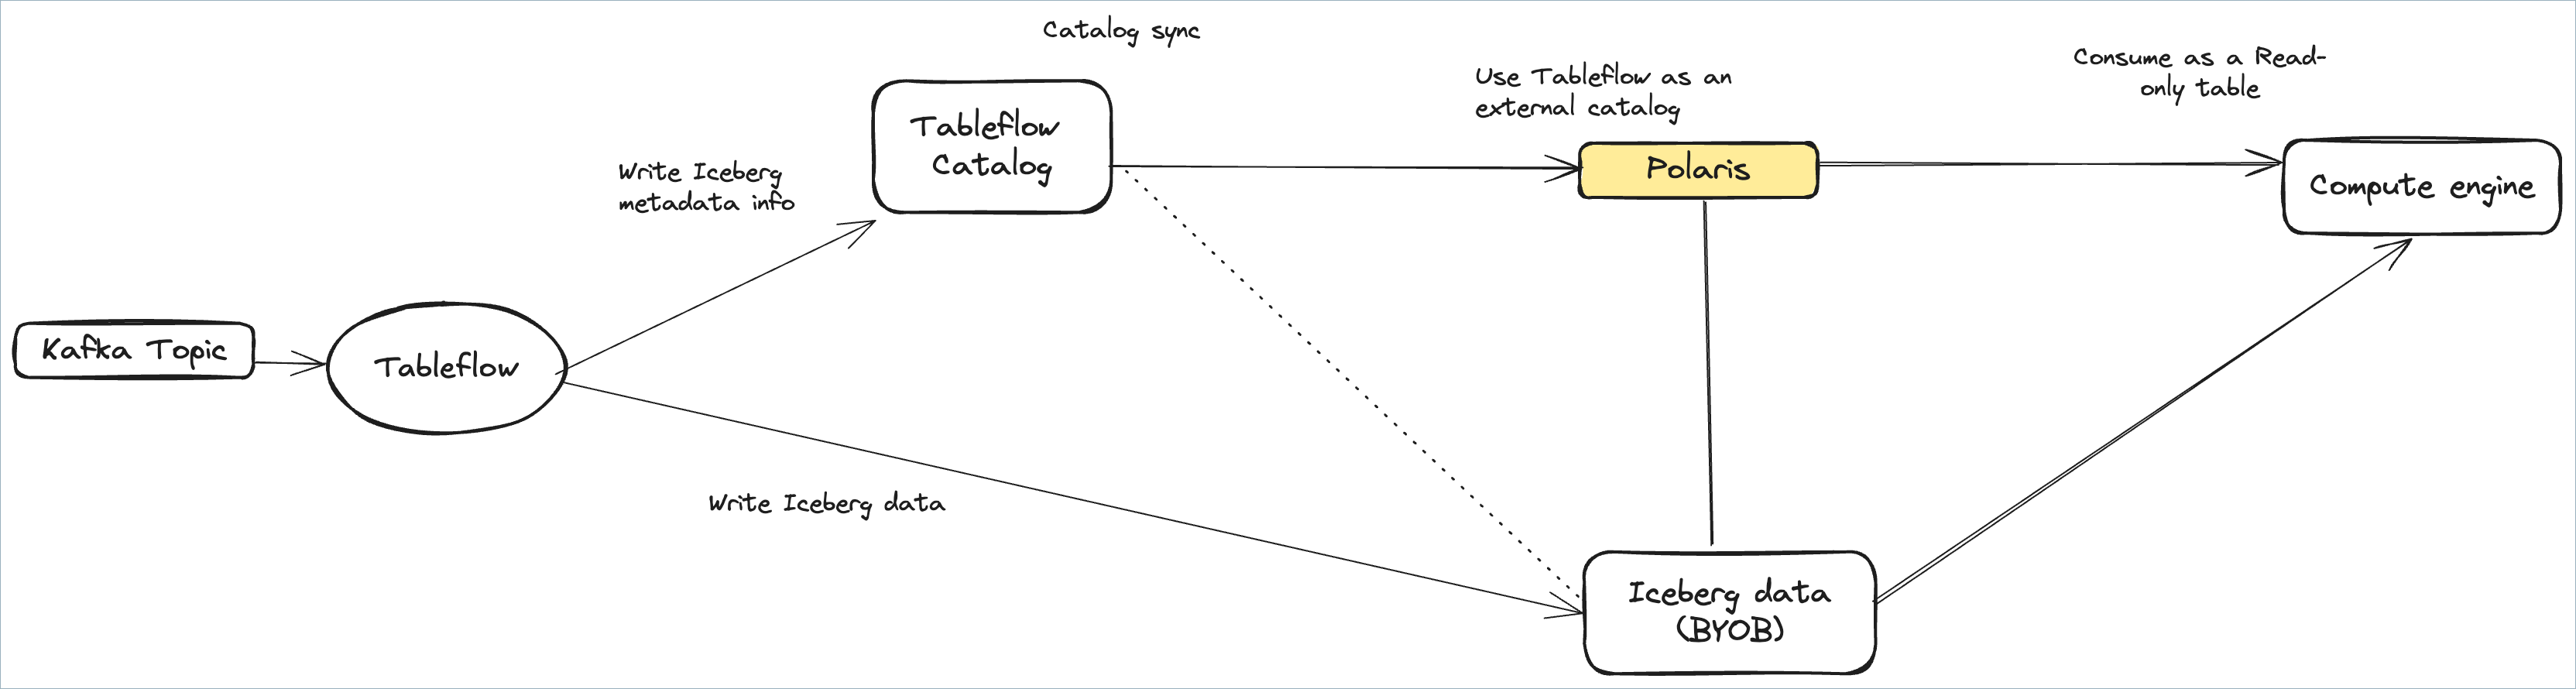 Catalog sync
Use Tableflow as an
external catalog
Consume as a Read-
only table
Tableflow
Catalog
Polaris
Compute engine
Write Iceberg
metadata info
Kafka Topic
Tableflow
Write Iceberg data
Iceberg data
(BYOB)